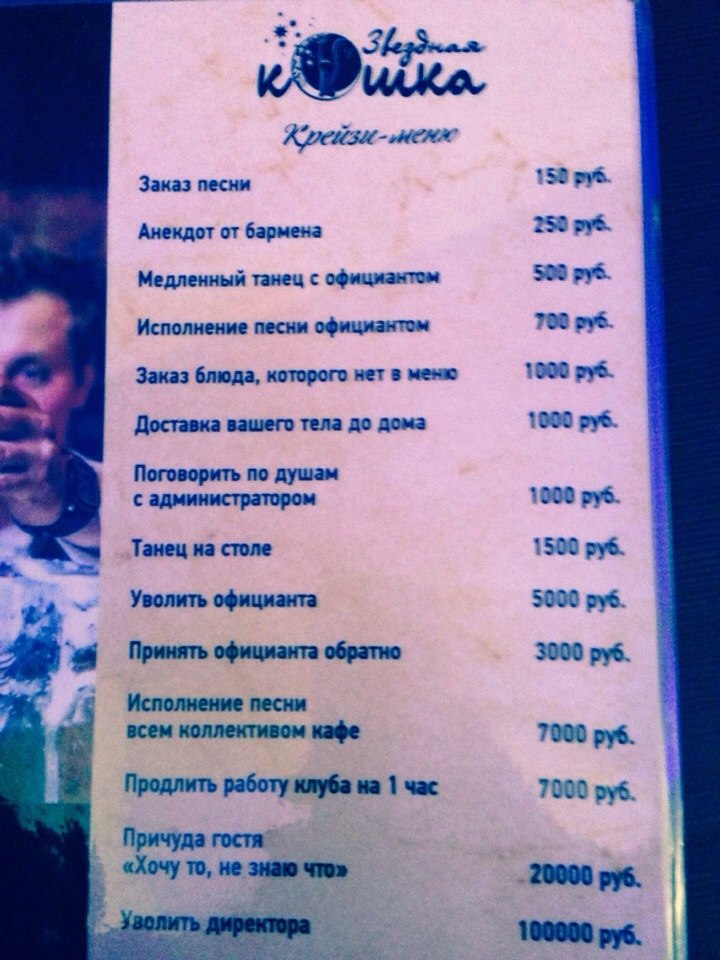 Звездная
кошка
Крейзи-меню
Заказ песни 150 руб.
Анекдот от бармена 250 руб.
Медленный танец с официантом 500 руб.
Исполнение песни официантом 700 руб.
Заказ блюда, которого нет в меню 1000 руб.
Доставка вашего тела до дома 1000 руб.
Поговорить по душам
с администратором 1000 руб.
Танец на столе 1500 руб.
Уволить официанта 5000 руб.
Принять официанта обратно 3000 руб.
Исполнение песни
всем коллективом кафе 7000 руб.
Продлить работу клуба на 1 час 7000 руб.
Причуда гостя
«Хочу то, не знаю что» 20000 руб.
Уволить директора 100000 руб.